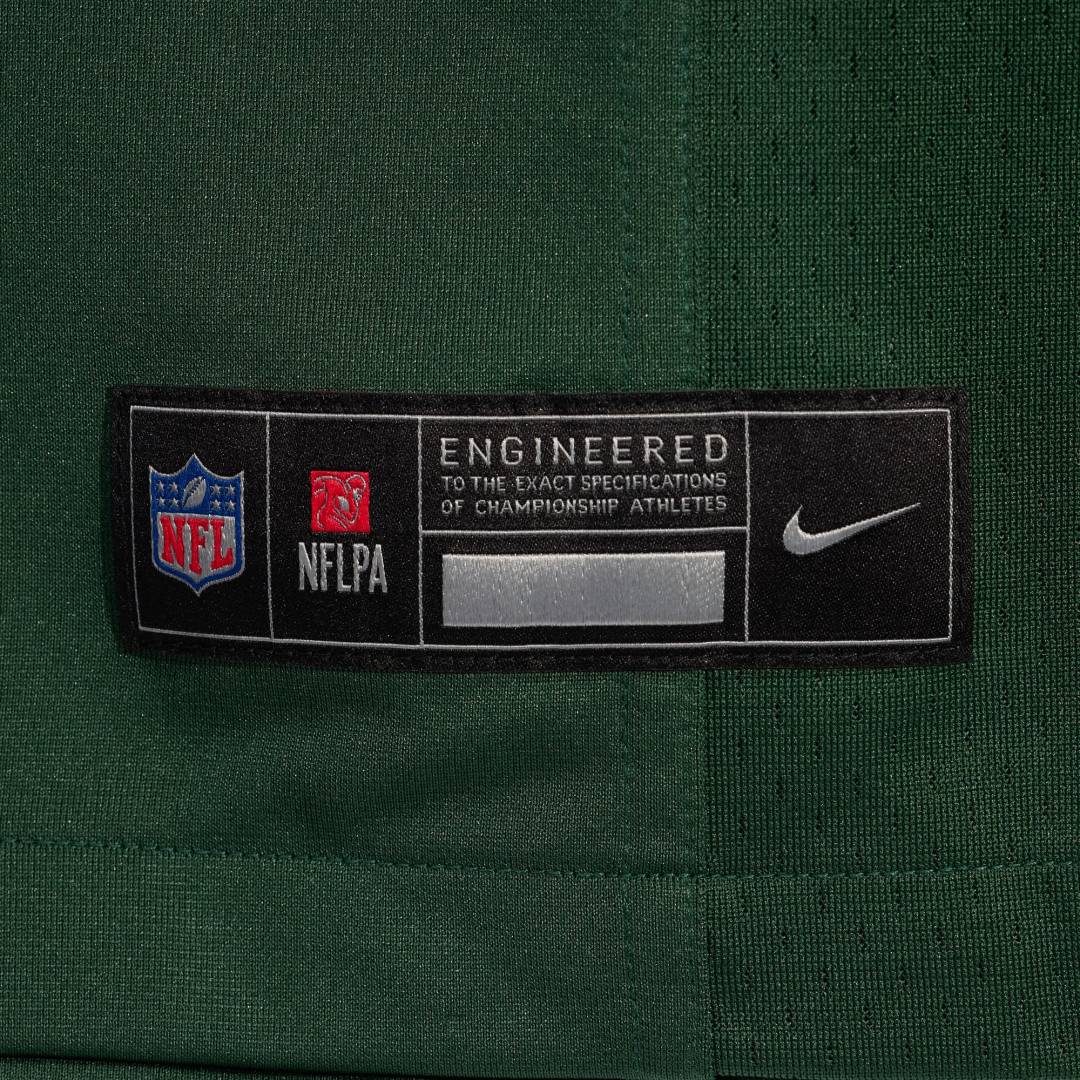 NFL
NFLPA
ENGINEERED
TO THE EXACT SPECIFICATIONS
OF CHAMPIONSHIP ATHLETES